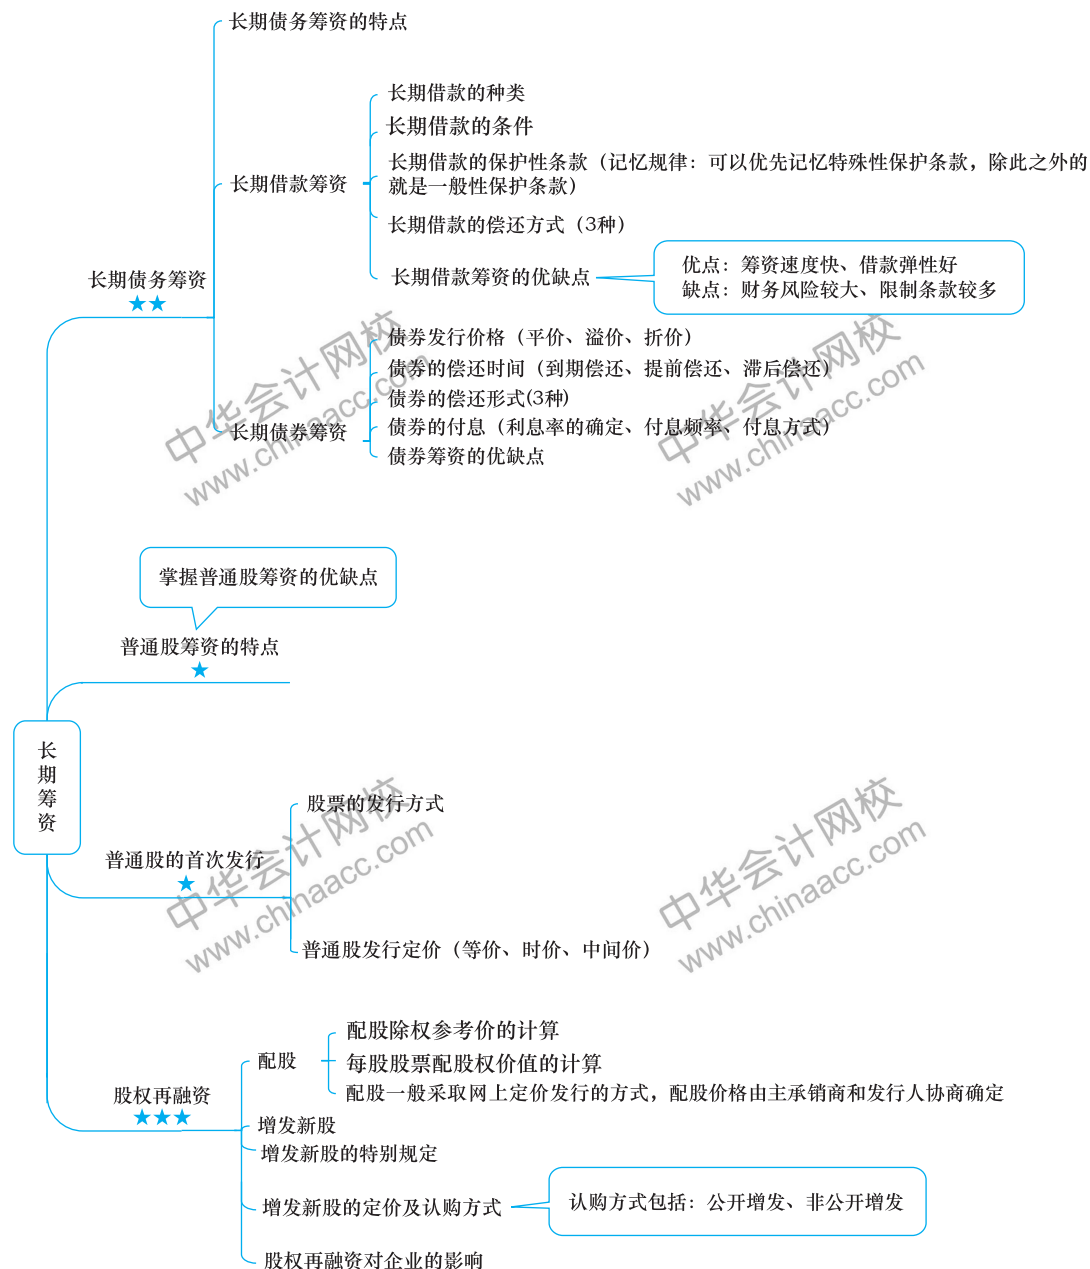 长期债务筹资的特点
长期借款的种类
长期借款的条件
长期借款的保护性条款（记忆规律：可以优先记忆特殊性保护条款，除此之外的
就是一般性保护条款）
长期借款筹资
长期借款的偿还方式（3种）
长期借款筹资的优缺点
优点：筹资速度快、借款弹性好
缺点：财务风险较大、限制条款较多
长期债务筹资
★★
债券发行价格（平价、溢价、折价）
债券的偿还时间（到期偿还、提前偿还、滞后偿还）
债券的偿还形式(3种)
长期债券筹资
债券的付息（利息率的确定、付息频率、付息方式）
债券筹资的优缺点
中华会计网校
www.chinaacc.com
中华会计网校
www.chinaacc.com
掌握普通股筹资的优缺点
普通股筹资的特点
★
长期筹资
股票的发行方式
普通股的首次发行
★
普通股发行定价（等价、时价、中间价）
中华会计网校
www.chinaacc.com
中华会计网校
www.chinaacc.com
配股除权参考价的计算
配股
每股股票配股权价值的计算
配股一般采取网上定价发行的方式，配股价格由主承销商和发行人协商确定
股权再融资
★★★
增发新股
增发新股的特别规定
增发新股的定价及认购方式
认购方式包括：公开增发、非公开增发
股权再融资对企业的影响